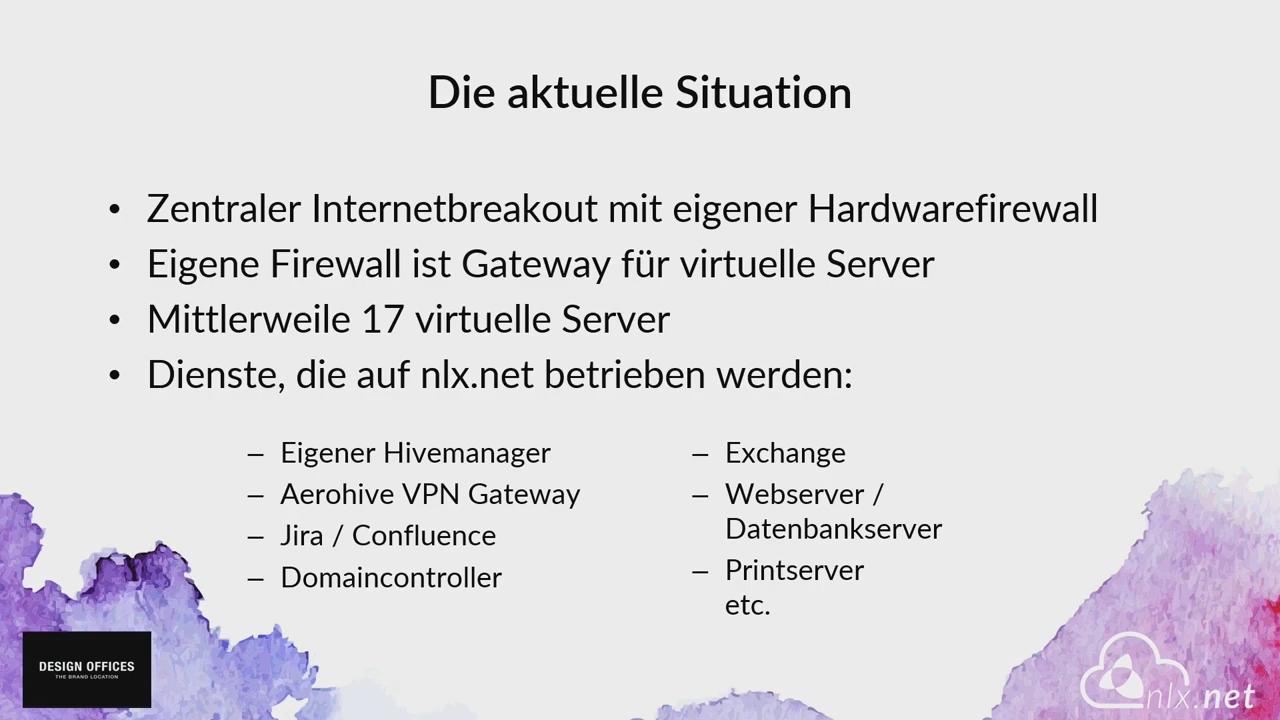 Die aktuelle Situation
• Zentraler Internetbreakout mit eigener Hardwarefirewall
• Eigene Firewall ist Gateway für virtuelle Server
• Mittlerweile 17 virtuelle Server
• Dienste, die auf nlx.net betrieben werden:
– Eigener Hivemanager
– Aerohive VPN Gateway
– Jira / Confluence
– Domaincontroller
– Exchange
– Webserver /
Datenbankserver
– Printserver
etc.
DESIGN OFFICES
THE BRAND LOCATION
nlx.net